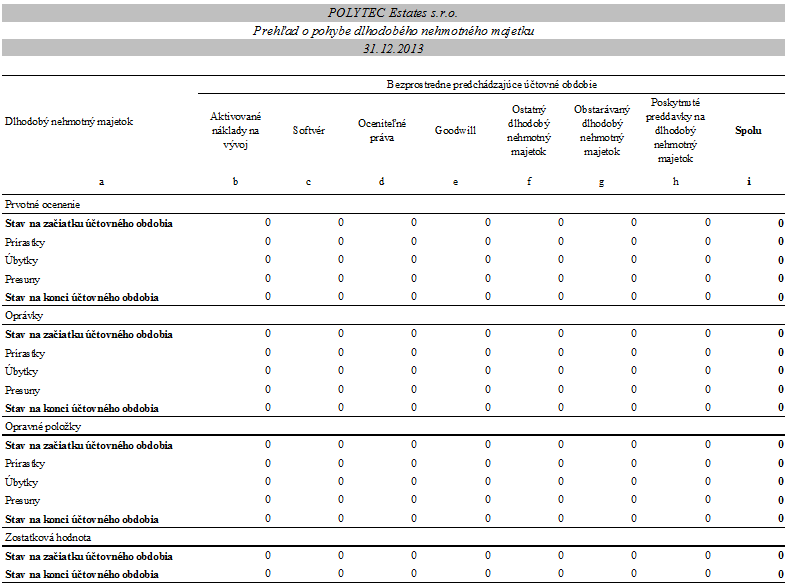 POLYTEC Estates s.r.o.
Prehľad o pohybe dlhodobého nehmotného majetku
31.12.2013
Bezprostredne predchádzajúce účtovné obdobie
Dlhodobý nehmotný majetok Aktivované náklady na vývoj Softvér Oceniteľné práva Goodwill Ostatný dlhodobý nehmotný majetok Obstarávaný dlhodobý nehmotný majetok Poskytnuté preddavky na dlhodobý nehmotný majetok Spolu
a b c d e f g h i
Prvotné ocenenie
Stav na začiatku účtovného obdobia 0 0 0 0 0 0 0 0
Prírastky 0 0 0 0 0 0 0 0
Úbytky 0 0 0 0 0 0 0 0
Presuny 0 0 0 0 0 0 0 0
Stav na konci účtovného obdobia 0 0 0 0 0 0 0 0
Oprávky
Stav na začiatku účtovného obdobia 0 0 0 0 0 0 0 0
Prírastky 0 0 0 0 0 0 0 0
Úbytky 0 0 0 0 0 0 0 0
Presuny 0 0 0 0 0 0 0 0
Stav na konci účtovného obdobia 0 0 0 0 0 0 0 0
Opravné položky
Stav na začiatku účtovného obdobia 0 0 0 0 0 0 0 0
Prírastky 0 0 0 0 0 0 0 0
Úbytky 0 0 0 0 0 0 0 0
Presuny 0 0 0 0 0 0 0 0
Stav na konci účtovného obdobia 0 0 0 0 0 0 0 0
Zostatková hodnota
Stav na začiatku účtovného obdobia 0 0 0 0 0 0 0 0
Stav na konci účtovného obdobia 0 0 0 0 0 0 0 0